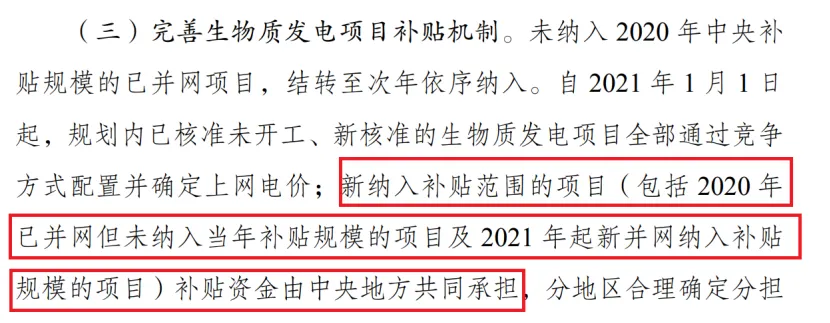 （三）完善生物质发电项目补贴机制。未纳入 2020 年中央补
贴规模的已并网项目，结转至次年依序纳入。自 2021 年 1 月 1 日
起，规划内已核准未开工、新核准的生物质发电项目全部通过竞争
方式配置并确定上网电价；新纳入补贴范围的项目（包括 2020 年
已并网但未纳入当年补贴规模的项目及 2021 年起新并网纳入补贴
规模的项目）补贴资金由中央地方共同承担，分地区合理确定分担